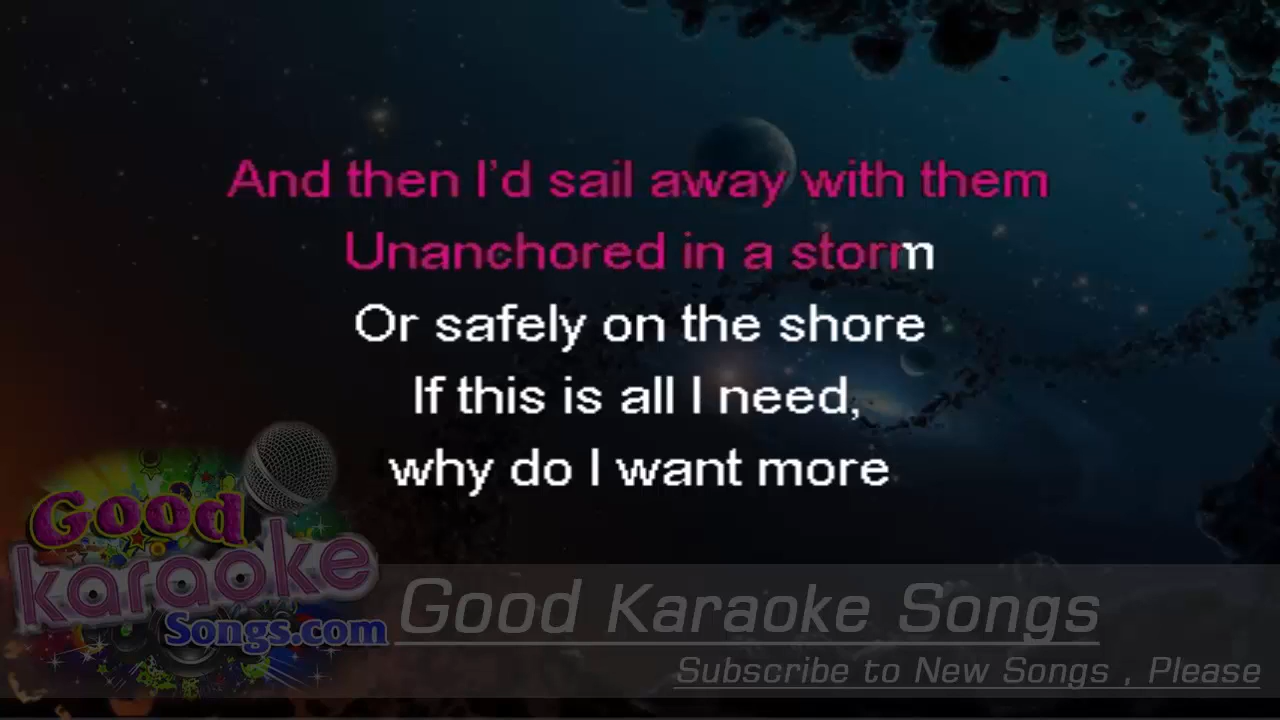 And then I'd sail away with them
Unanchored in a storm
Or safely on the shore
If this is all I need,
why do I want more
Good
karaoke
Songs.com
Good Karaoke Songs
Subscribe to New Songs , Please